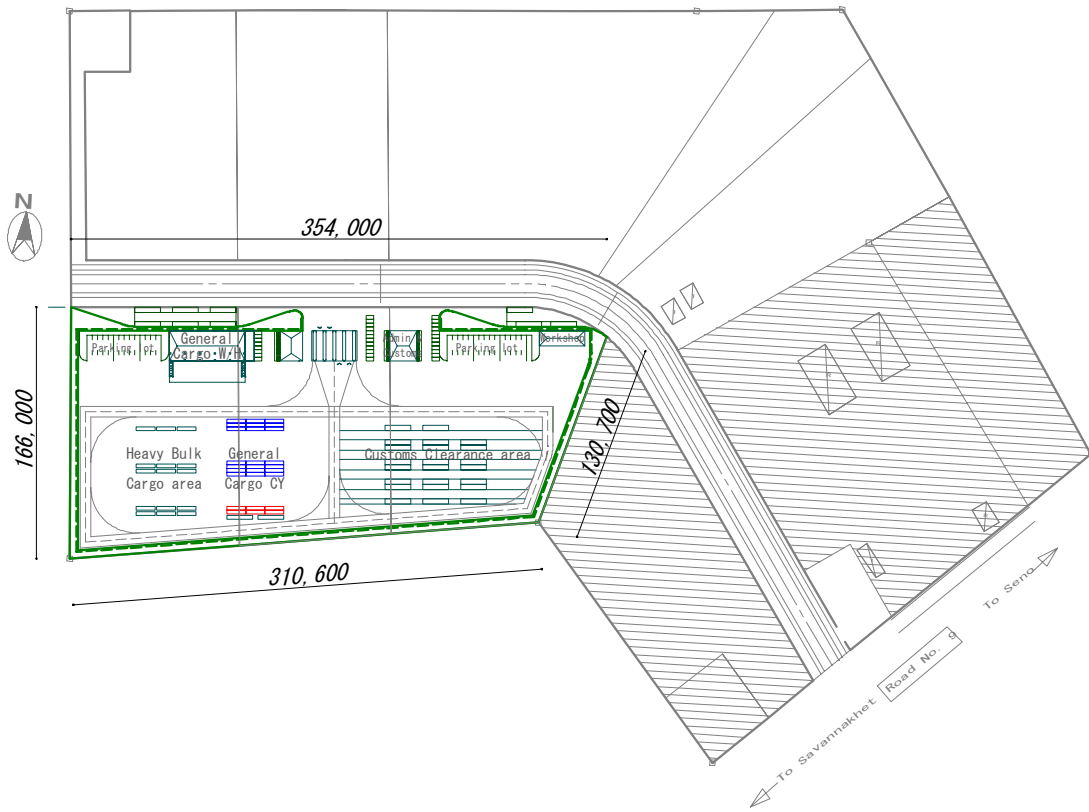 N
354, 000
General
Cargo W/H
Parking lot
Admin &
Custom
Parking lot
Workshop
166, 000
130, 700
Heavy Bulk
Cargo area
General
Cargo CY
Customs Clearance area
310, 600
To Seno
Road No. 9
To Savannakhet